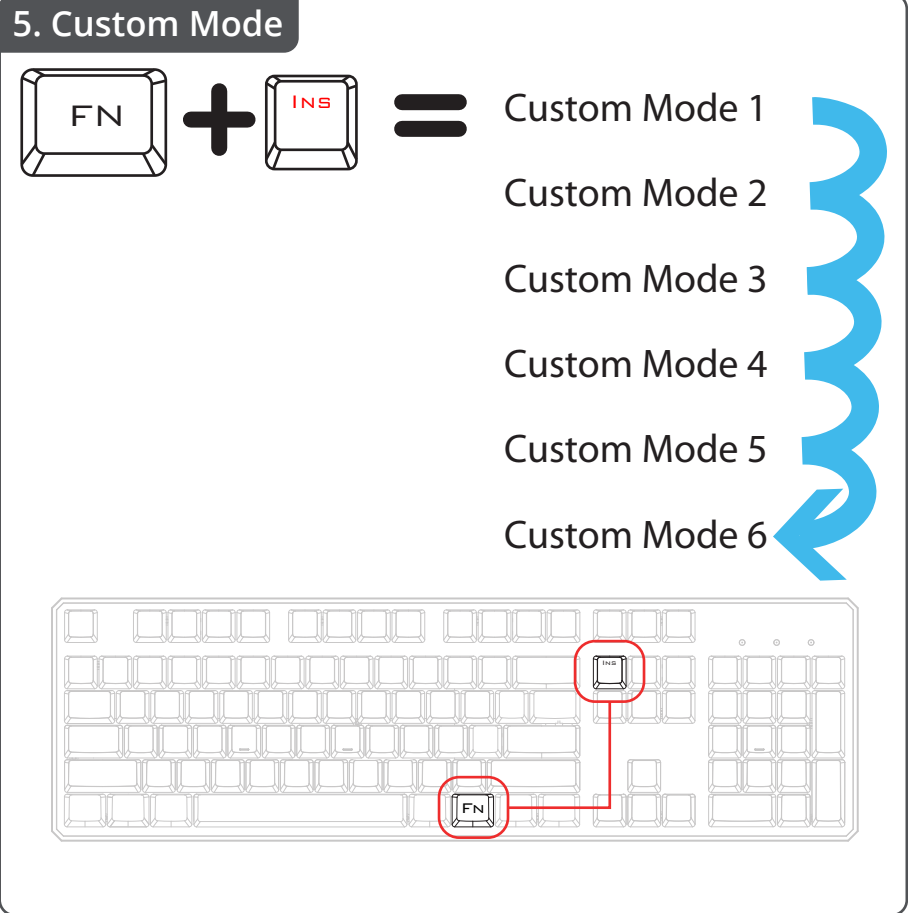 5. Custom Mode
FN
INS
Custom Mode 1
Custom Mode 2
Custom Mode 3
Custom Mode 4
Custom Mode 5
Custom Mode 6
INS
FN